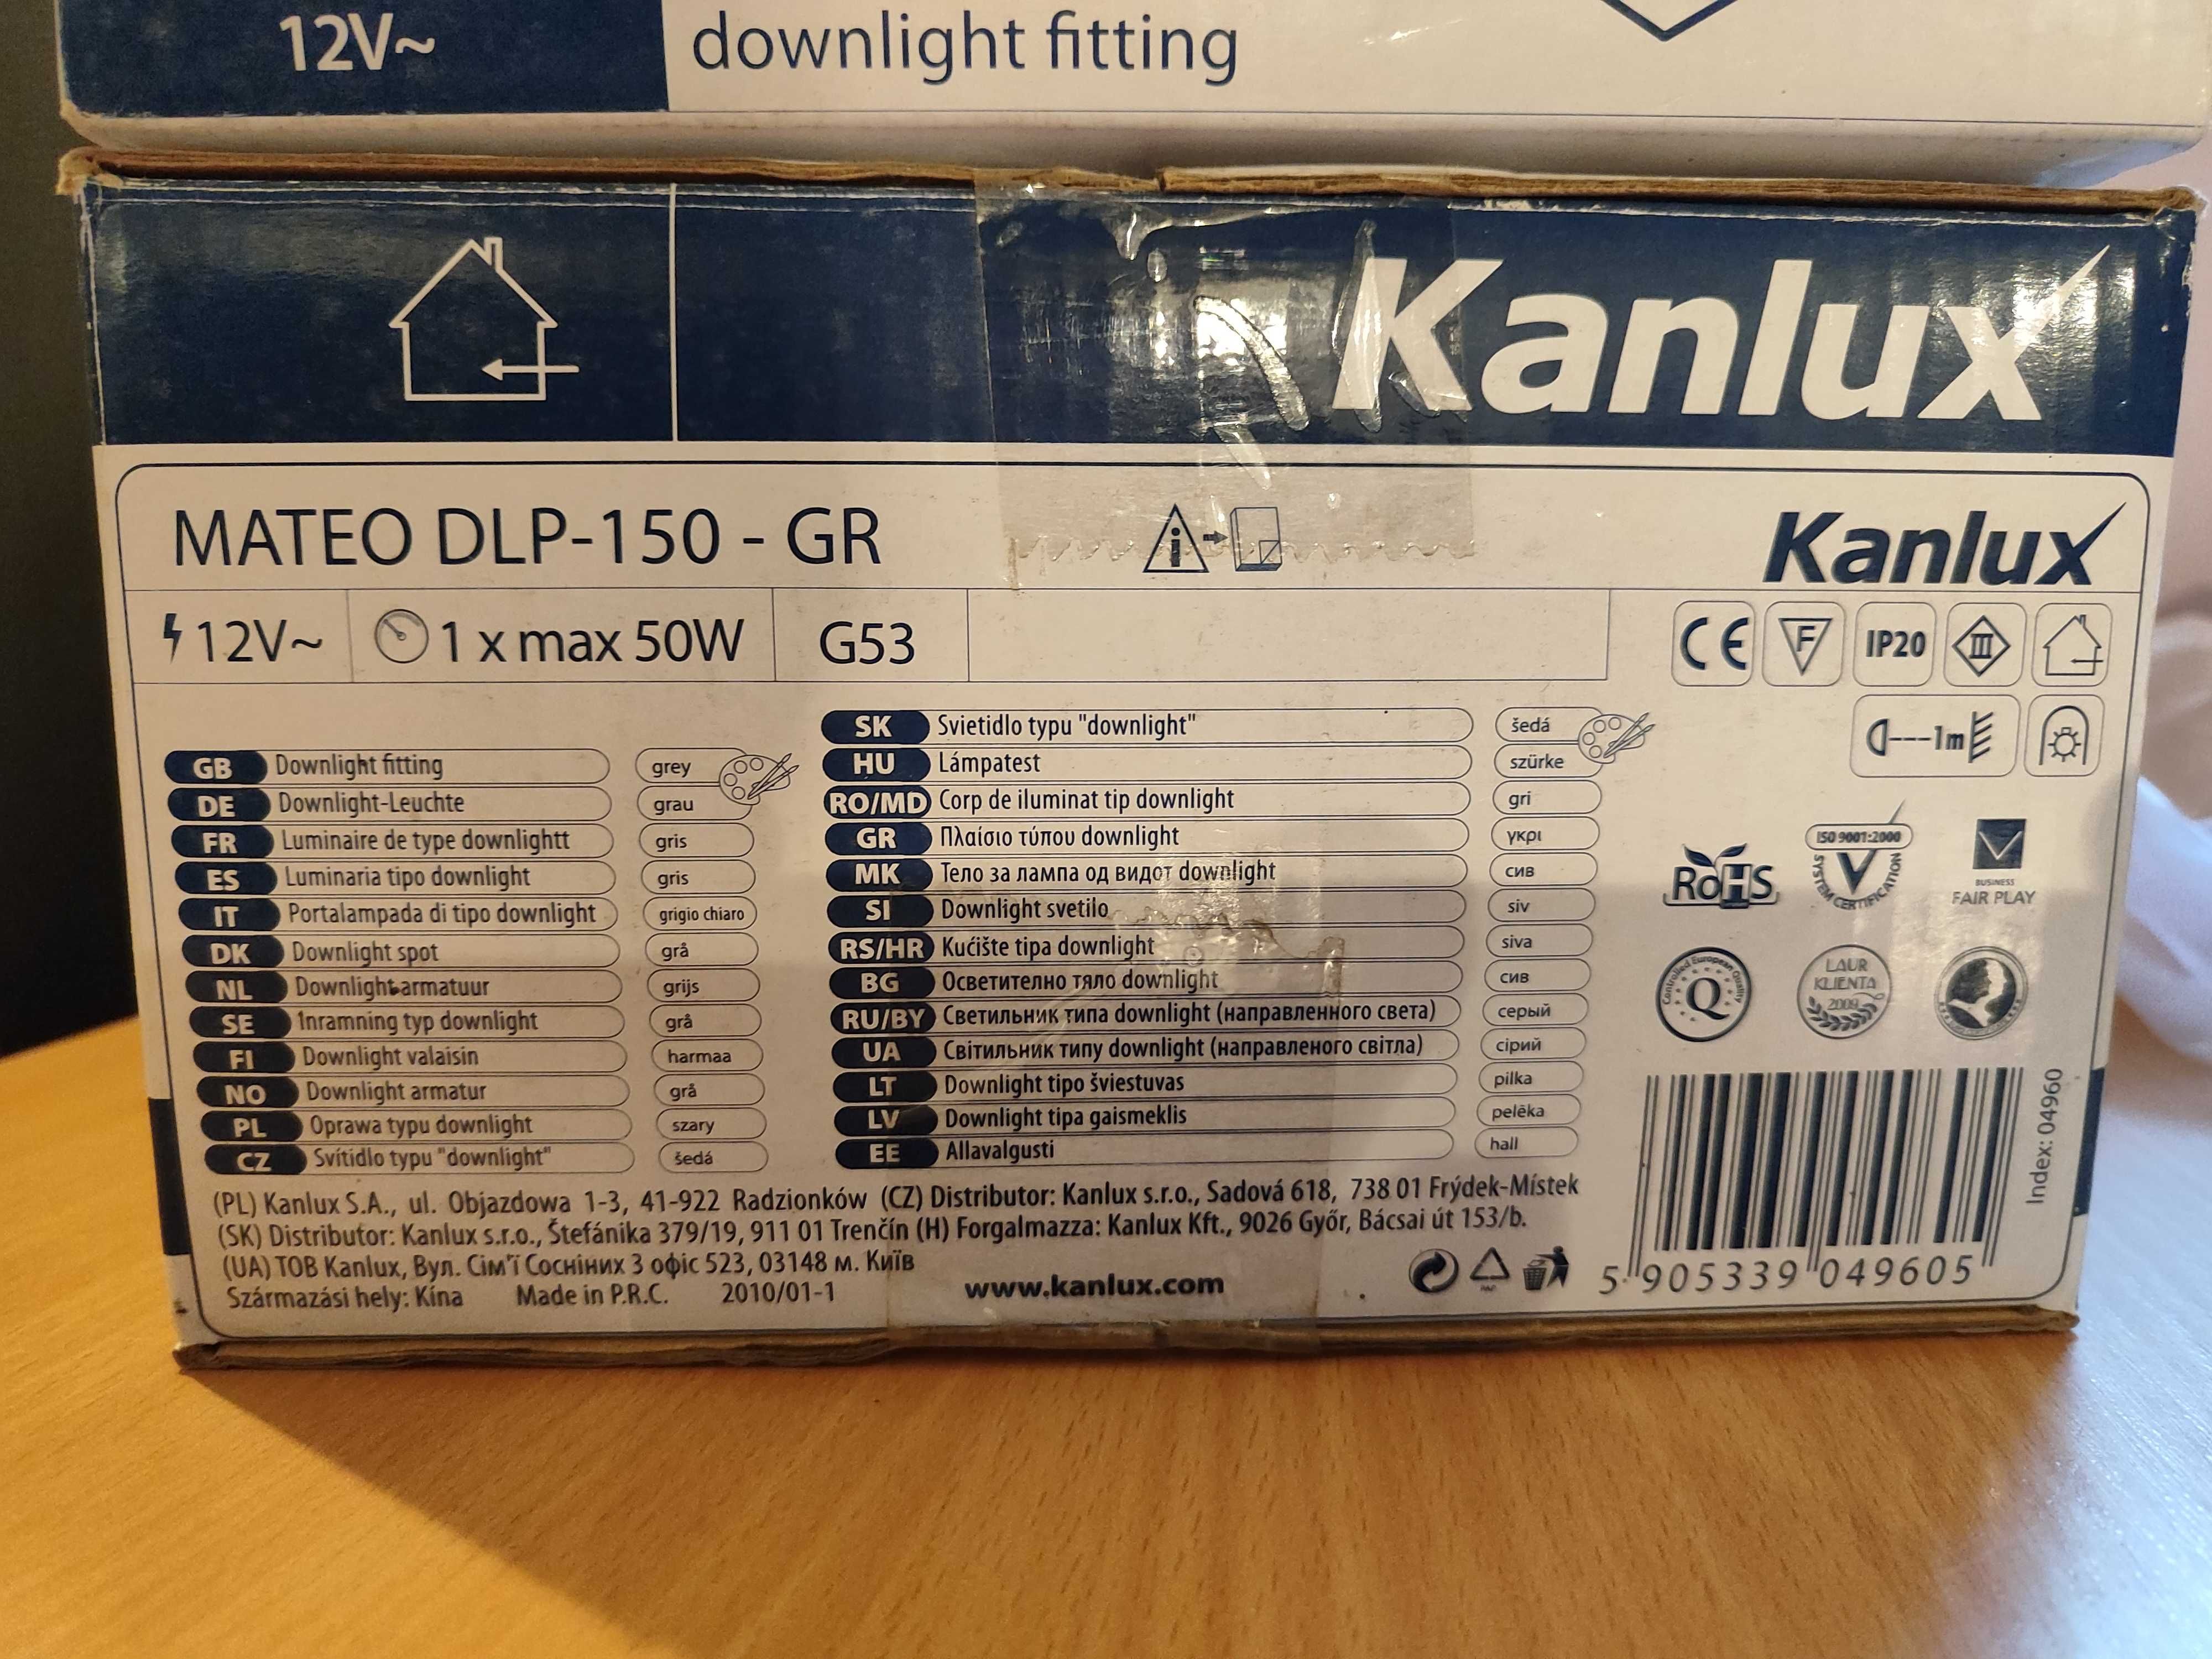 12V~
downlight fitting
Kanlux
MATEO DLP-150 - GR
Kanlux
12V~
1 x max 50W
G53
CE
F
IP20
III
1m
GB Downlight fitting grey
DE Downlight-Leuchte grau
FR Luminaire de type downlightt gris
ES Luminaria tipo downlight gris
IT Portalampada di tipo downlight grigio chiaro
DK Downlight spot grå
NL Downlight-armatuur grijs
SE Inramning typ downlight grå
FI Downlight valaisin harmaa
NO Downlight armatur grå
PL Oprawa typu downlight szary
CZ Svítidlo typu "downlight" šedá
SK Svietidlo typu "downlight" šedá
HU Lámpatest szürke
RO/MD Corp de iluminat tip downlight gri
GR Πλαίσιο τύπου downlight γκρι
MK Тело за лампа од видот downlight сив
SI Downlight svetilo siv
RS/HR Kućište tipa downlight siva
BG Осветително тяло downlight сив
RU/BY Светильник типа downlight (направленного света) серый
UA Світильник типу downlight (направленого світла) сірий
LT Downlight tipo šviestuvas pilka
LV Downlight tipa gaismeklis pelēka
EE Allavalgusti hall
RoHS
ISO 9001:2000
SYSTEM CERTIFICATION
BUSINESS
FAIR PLAY
Controlled European Quality
Q
LAUR
KLIENTA
2009
(PL) Kanlux S.A., ul. Objazdowa 1-3, 41-922 Radzionków (CZ) Distributor: Kanlux s.r.o., Sadová 618, 738 01 Frýdek-Místek
(SK) Distributor: Kanlux s.r.o., Štefánika 379/19, 911 01 Trenčín (H) Forgalmazza: Kanlux Kft., 9026 Győr, Bácsai út 153/b.
(UA) ТОВ Kanlux, Вул. Сім'ї Сосніних 3 офіс 523, 03148 м. Київ
Származási hely: Kína Made in P.R.C. 2010/01-1
www.kanlux.com
5 905339 049605
Index: 04960